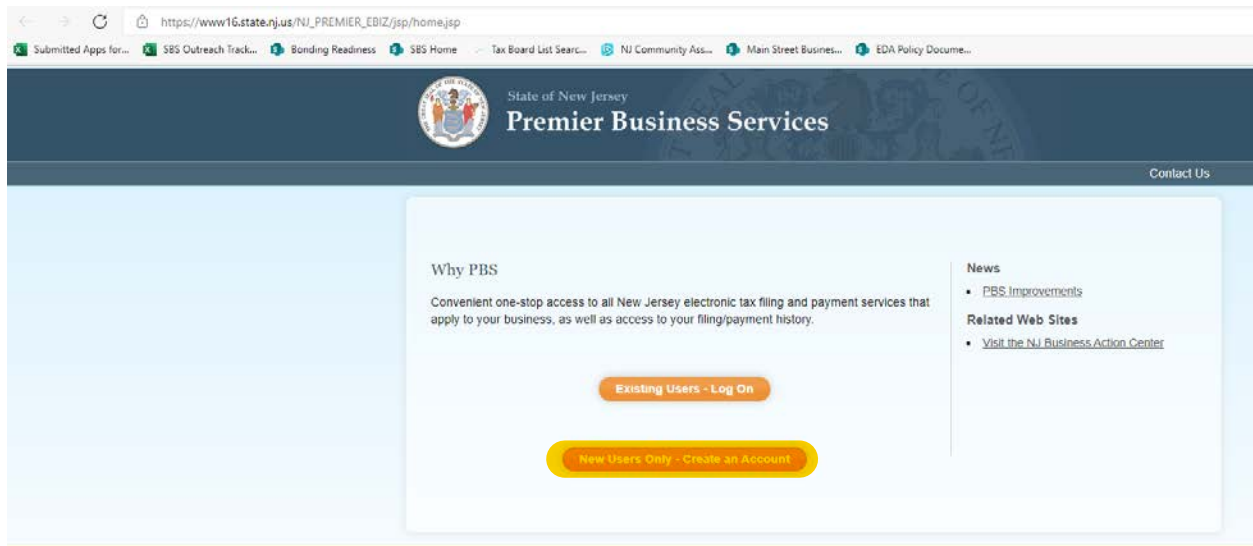 https://www16.state.nj.us/NJ_PREMIER_EBIZ/jsp/home.jsp
Submitted Apps for... SBS Outreach Track... Bonding Readiness SBS Home Tax Board List Searc... NJ Community Ass... Main Street Busines... EDA Policy Docume...
State of New Jersey
Premier Business Services
Contact Us
Why PBS
Convenient one-stop access to all New Jersey electronic tax filing and payment services that
apply to your business, as well as access to your filing/payment history.
Existing Users - Log On
New Users Only - Create an Account
News
PBS Improvements
Related Web Sites
Visit the NJ Business Action Center